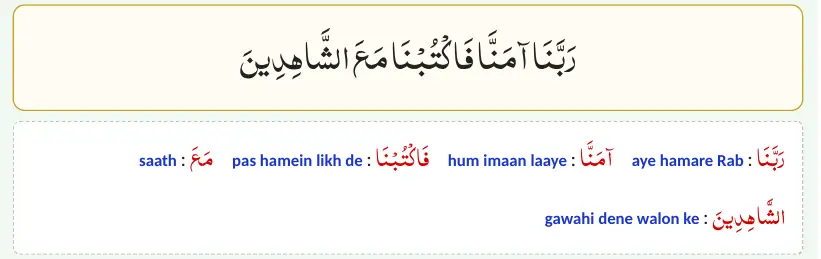 رَبَّنَا آمَنَّا فَاكْتُبْنَا مَعَ الشَّاهِدِينَ
رَبَّنَا : aye hamare Rab آمَنَّا : hum imaan laaye فَاكْتُبْنَا : pas hamein likh de مَعَ : saath
الشَّاهِدِينَ : gawahi dene walon ke